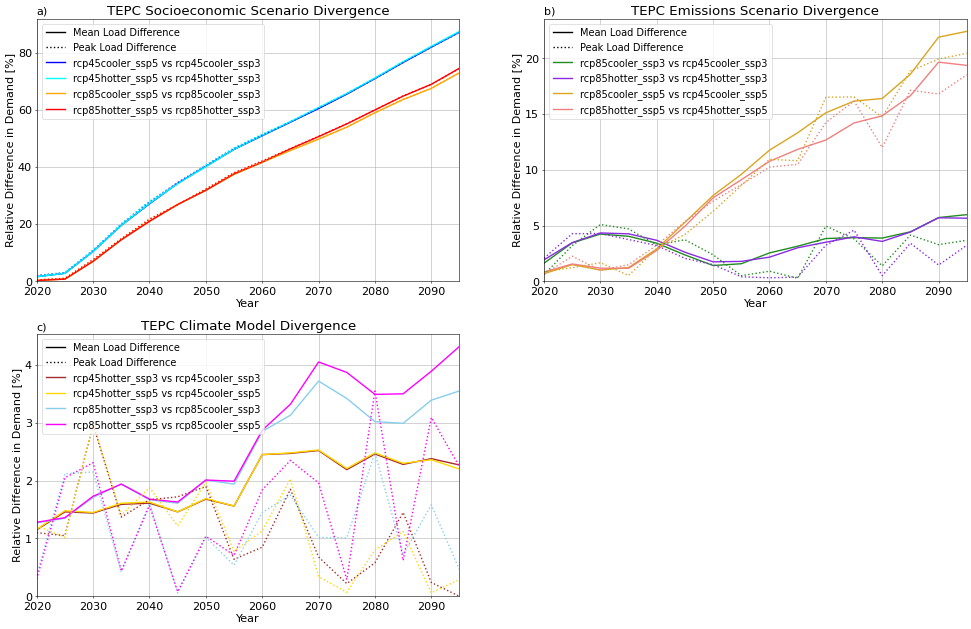 a)
TEPC Socioeconomic Scenario Divergence
Relative Difference in Demand [%]
80
60
40
20
0
Mean Load Difference
Peak Load Difference
rcp45cooler_ssp5 vs rcp45cooler_ssp3
rcp45hotter_ssp5 vs rcp45hotter_ssp3
rcp85cooler_ssp5 vs rcp85cooler_ssp3
rcp85hotter_ssp5 vs rcp85hotter_ssp3
2020 2030 2040 2050 2060 2070 2080 2090
Year
b)
TEPC Emissions Scenario Divergence
Relative Difference in Demand [%]
20
15
10
5
0
Mean Load Difference
Peak Load Difference
rcp85cooler_ssp3 vs rcp45cooler_ssp3
rcp85hotter_ssp3 vs rcp45hotter_ssp3
rcp85cooler_ssp5 vs rcp45cooler_ssp5
rcp85hotter_ssp5 vs rcp45hotter_ssp5
2020 2030 2040 2050 2060 2070 2080 2090
Year
c)
TEPC Climate Model Divergence
Relative Difference in Demand [%]
4
3
2
1
0
Mean Load Difference
Peak Load Difference
rcp45hotter_ssp3 vs rcp45cooler_ssp3
rcp45hotter_ssp5 vs rcp45cooler_ssp5
rcp85hotter_ssp3 vs rcp85cooler_ssp3
rcp85hotter_ssp5 vs rcp85cooler_ssp5
2020 2030 2040 2050 2060 2070 2080 2090
Year